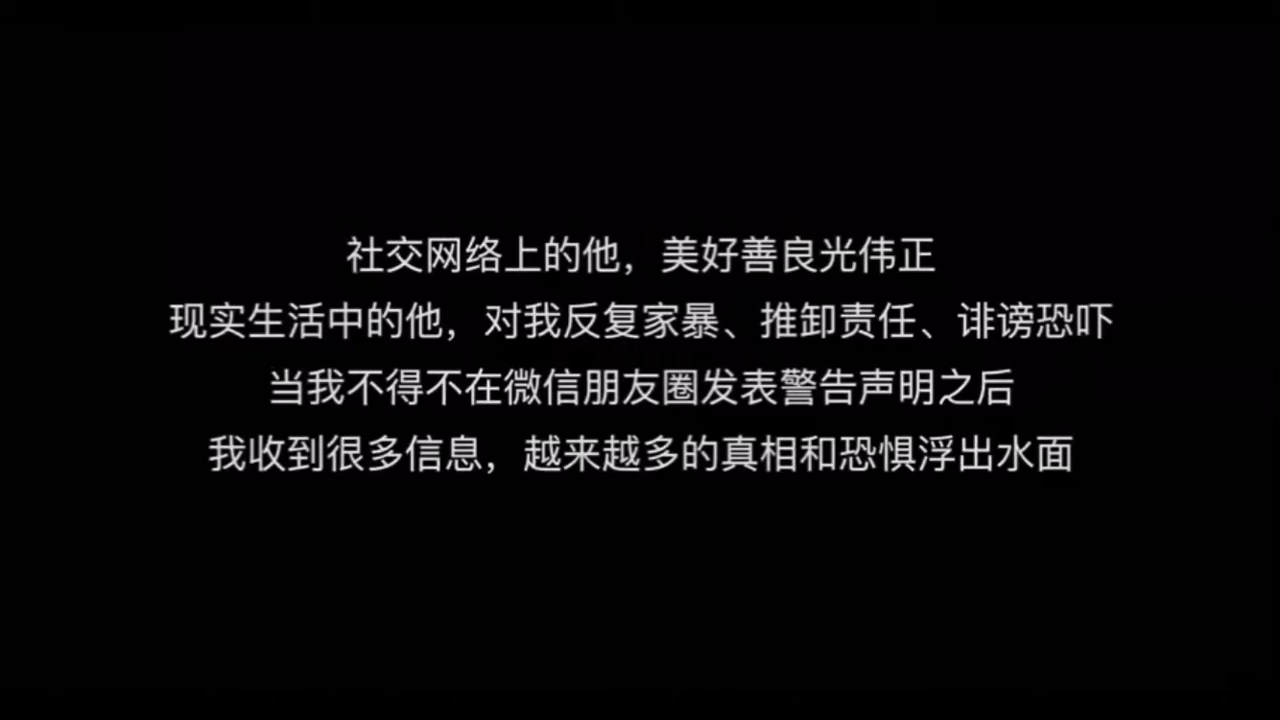 社交网络上的他，美好善良光伟正
现实生活中的他，对我反复家暴、推卸责任、诽谤恐吓
当我不得不在微信朋友圈发表警告声明之后
我收到很多信息，越来越多的真相和恐惧浮出水面